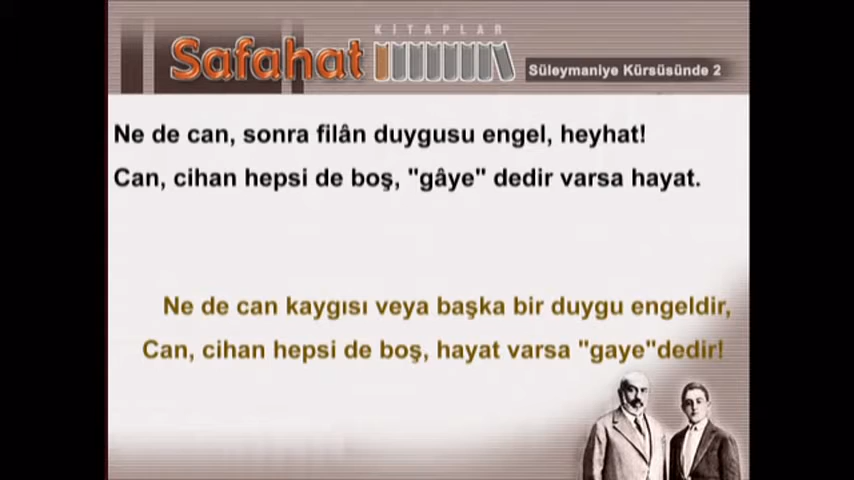 KİTAPLAR
Safahat
Süleymaniye Kürsüsünde 2
Ne de can, sonra filân duygusu engel, heyhat!
Can, cihan hepsi de boş, "gâye" dedir varsa hayat.
Ne de can kaygısı veya başka bir duygu engeldir,
Can, cihan hepsi de boş, hayat varsa "gaye"dedir!